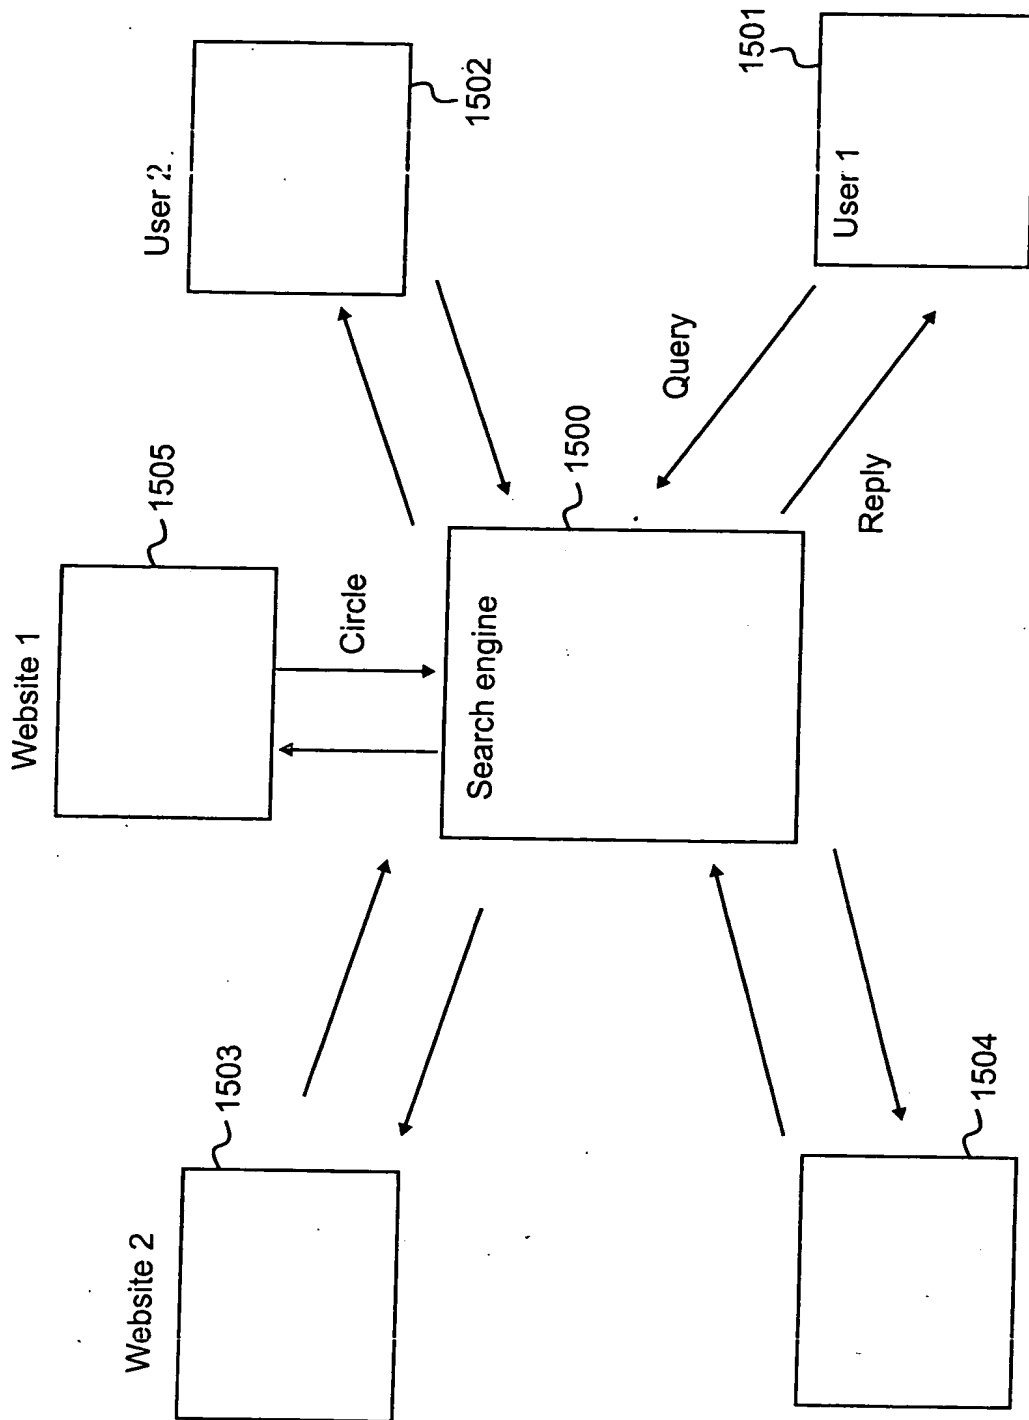 Website 2
1503
Website 1
1505
User 2
1502
Circle
Search engine
1500
Query
Reply
1504
User 1
1501